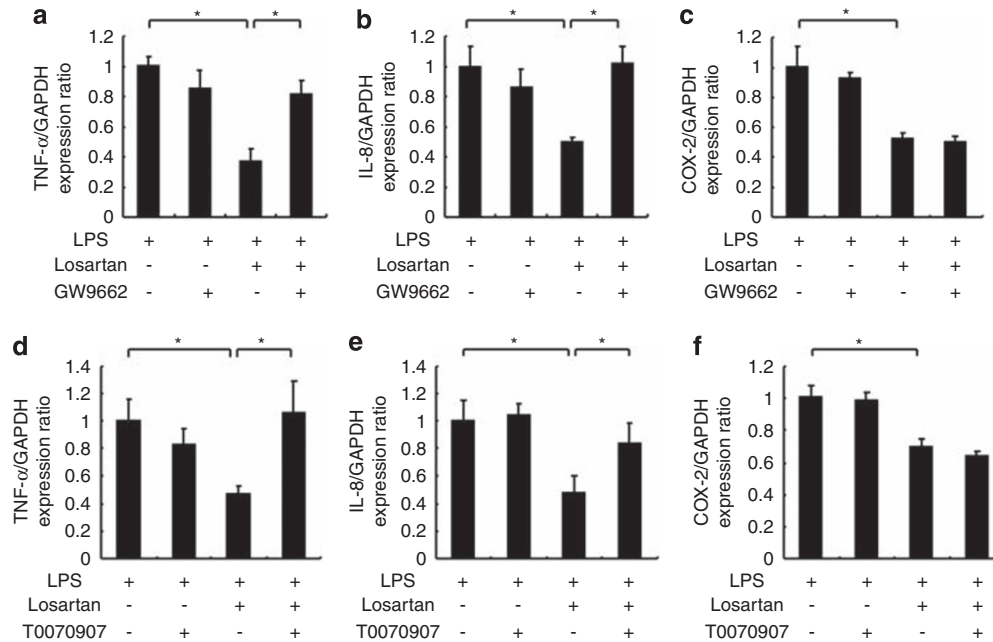 a
* *
TNF-α/GAPDH
expression ratio
1.2
1
0.8
0.6
0.4
0.2
0
LPS + + + +
Losartan - - + +
GW9662 - + - +
b
* *
IL-8/GAPDH
expression ratio
1.2
1
0.8
0.6
0.4
0.2
0
LPS + + + +
Losartan - - + +
GW9662 - + - +
c
*
COX-2/GAPDH
expression ratio
1.2
1
0.8
0.6
0.4
0.2
0
LPS + + + +
Losartan - - + +
GW9662 - + - +
d
* *
TNF-α/GAPDH
expression ratio
1.4
1.2
1
0.8
0.6
0.4
0.2
0
LPS + + + +
Losartan - - + +
T0070907 - + - +
e
* *
IL-8/GAPDH
expression ratio
1.4
1.2
1
0.8
0.6
0.4
0.2
0
LPS + + + +
Losartan - - + +
T0070907 - + - +
f
*
COX-2/GAPDH
expression ratio
1.2
1
0.8
0.6
0.4
0.2
0
LPS + + + +
Losartan - - + +
T0070907 - + - +